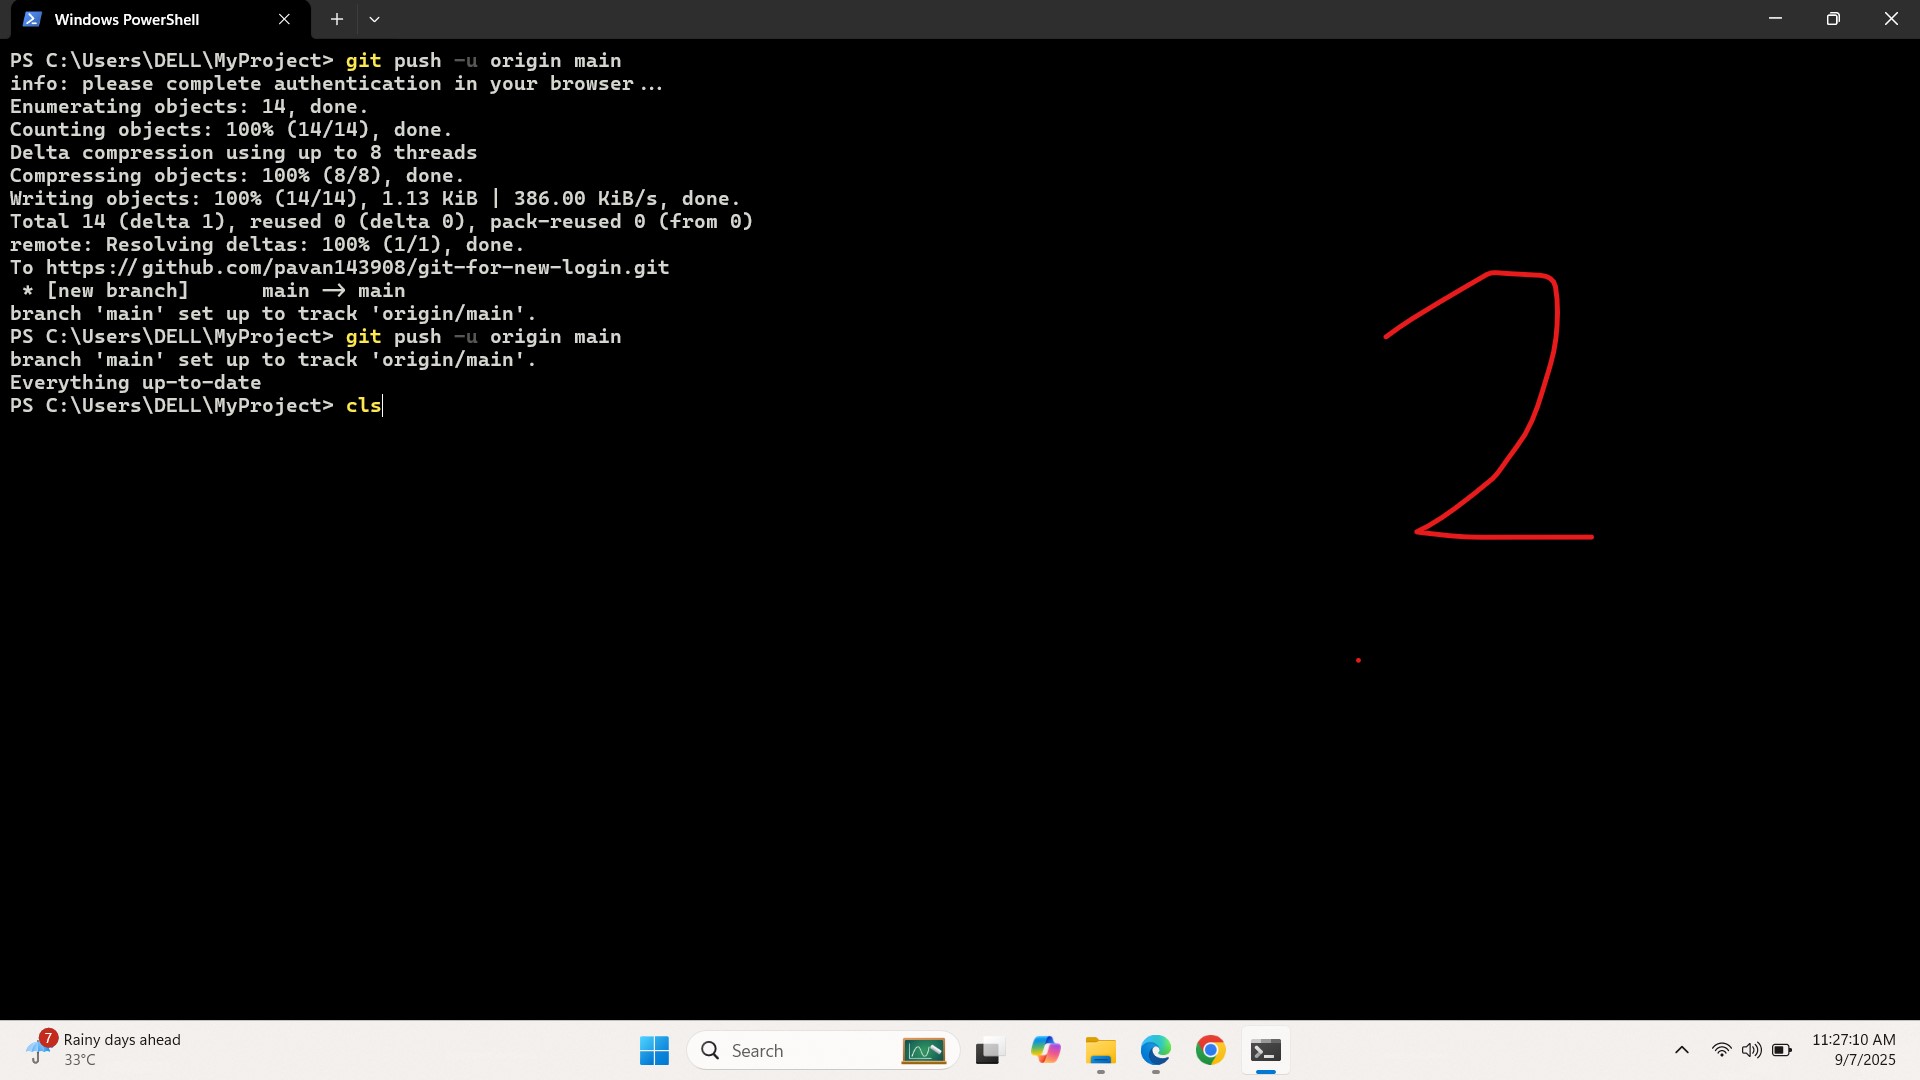 Windows PowerShell
PS C:\Users\DELL\MyProject> git push -u origin main
info: please complete authentication in your browser...
Enumerating objects: 14, done.
Counting objects: 100% (14/14), done.
Delta compression using up to 8 threads
Compressing objects: 100% (8/8), done.
Writing objects: 100% (14/14), 1.13 KiB | 386.00 KiB/s, done.
Total 14 (delta 1), reused 0 (delta 0), pack-reused 0 (from 0)
remote: Resolving deltas: 100% (1/1), done.
To https://github.com/pavan143908/git-for-new-login.git
 * [new branch]      main -> main
branch 'main' set up to track 'origin/main'.
PS C:\Users\DELL\MyProject> git push -u origin main
branch 'main' set up to track 'origin/main'.
Everything up-to-date
PS C:\Users\DELL\MyProject> cls
2
7
Rainy days ahead
33°C
Search
11:27:10 AM
9/7/2025